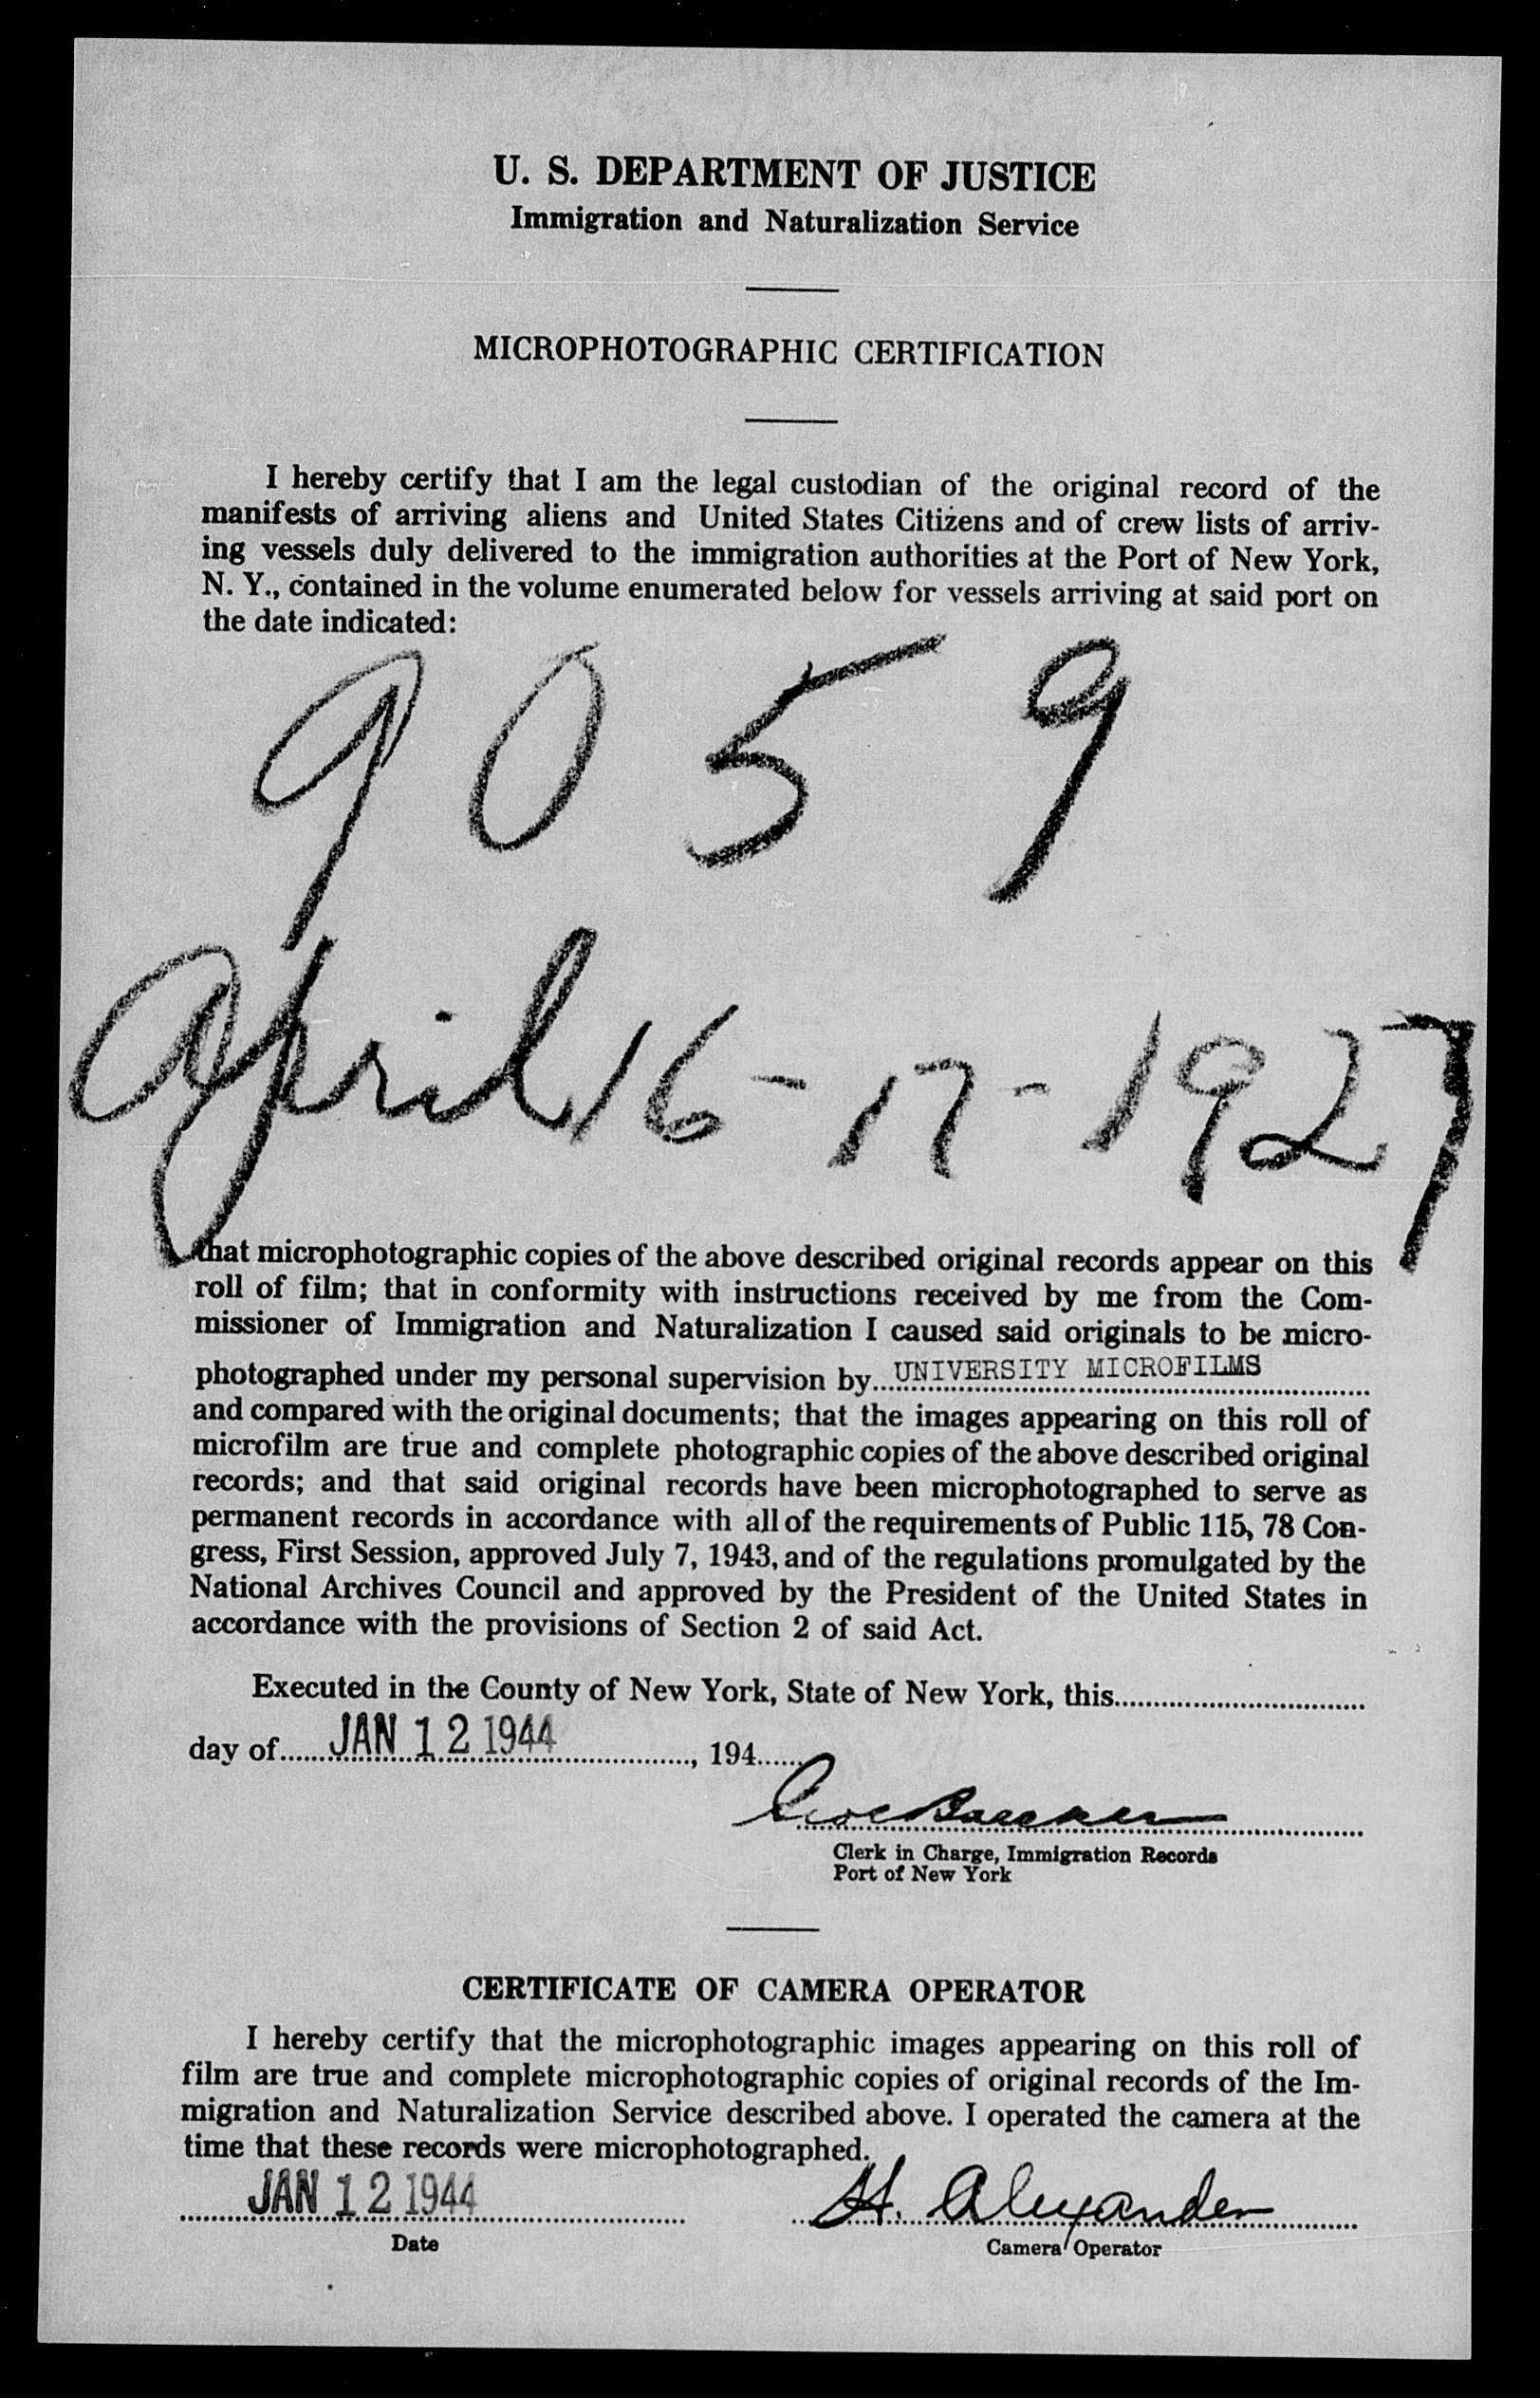 U. S. DEPARTMENT OF JUSTICE
Immigration and Naturalization Service
MICROPHOTOGRAPHIC CERTIFICATION
I hereby certify that I am the legal custodian of the original record of the
manifests of arriving aliens and United States Citizens and of crew lists of arriv-
ing vessels duly delivered to the immigration authorities at the Port of New York,
N. Y., contained in the volume enumerated below for vessels arriving at said port on
the date indicated:
9059
April 16-17-1927
that microphotographic copies of the above described original records appear on this
roll of film; that in conformity with instructions received by me from the Com-
missioner of Immigration and Naturalization I caused said originals to be micro-
photographed under my personal supervision by UNIVERSITY MICROFILMS
and compared with the original documents; that the images appearing on this roll of
microfilm are true and complete photographic copies of the above described original
records; and that said original records have been microphotographed to serve as
permanent records in accordance with all of the requirements of Public 115, 78 Con-
gress, First Session, approved July 7, 1943, and of the regulations promulgated by the
National Archives Council and approved by the President of the United States in
accordance with the provisions of Section 2 of said Act.
Executed in the County of New York, State of New York, this
day of JAN 12 1944, 194
Clerk in Charge, Immigration Records
Port of New York
CERTIFICATE OF CAMERA OPERATOR
I hereby certify that the microphotographic images appearing on this roll of
film are true and complete microphotographic copies of original records of the Im-
migration and Naturalization Service described above. I operated the camera at the
time that these records were microphotographed.
JAN 12 1944 H. Alexander
Date Camera Operator